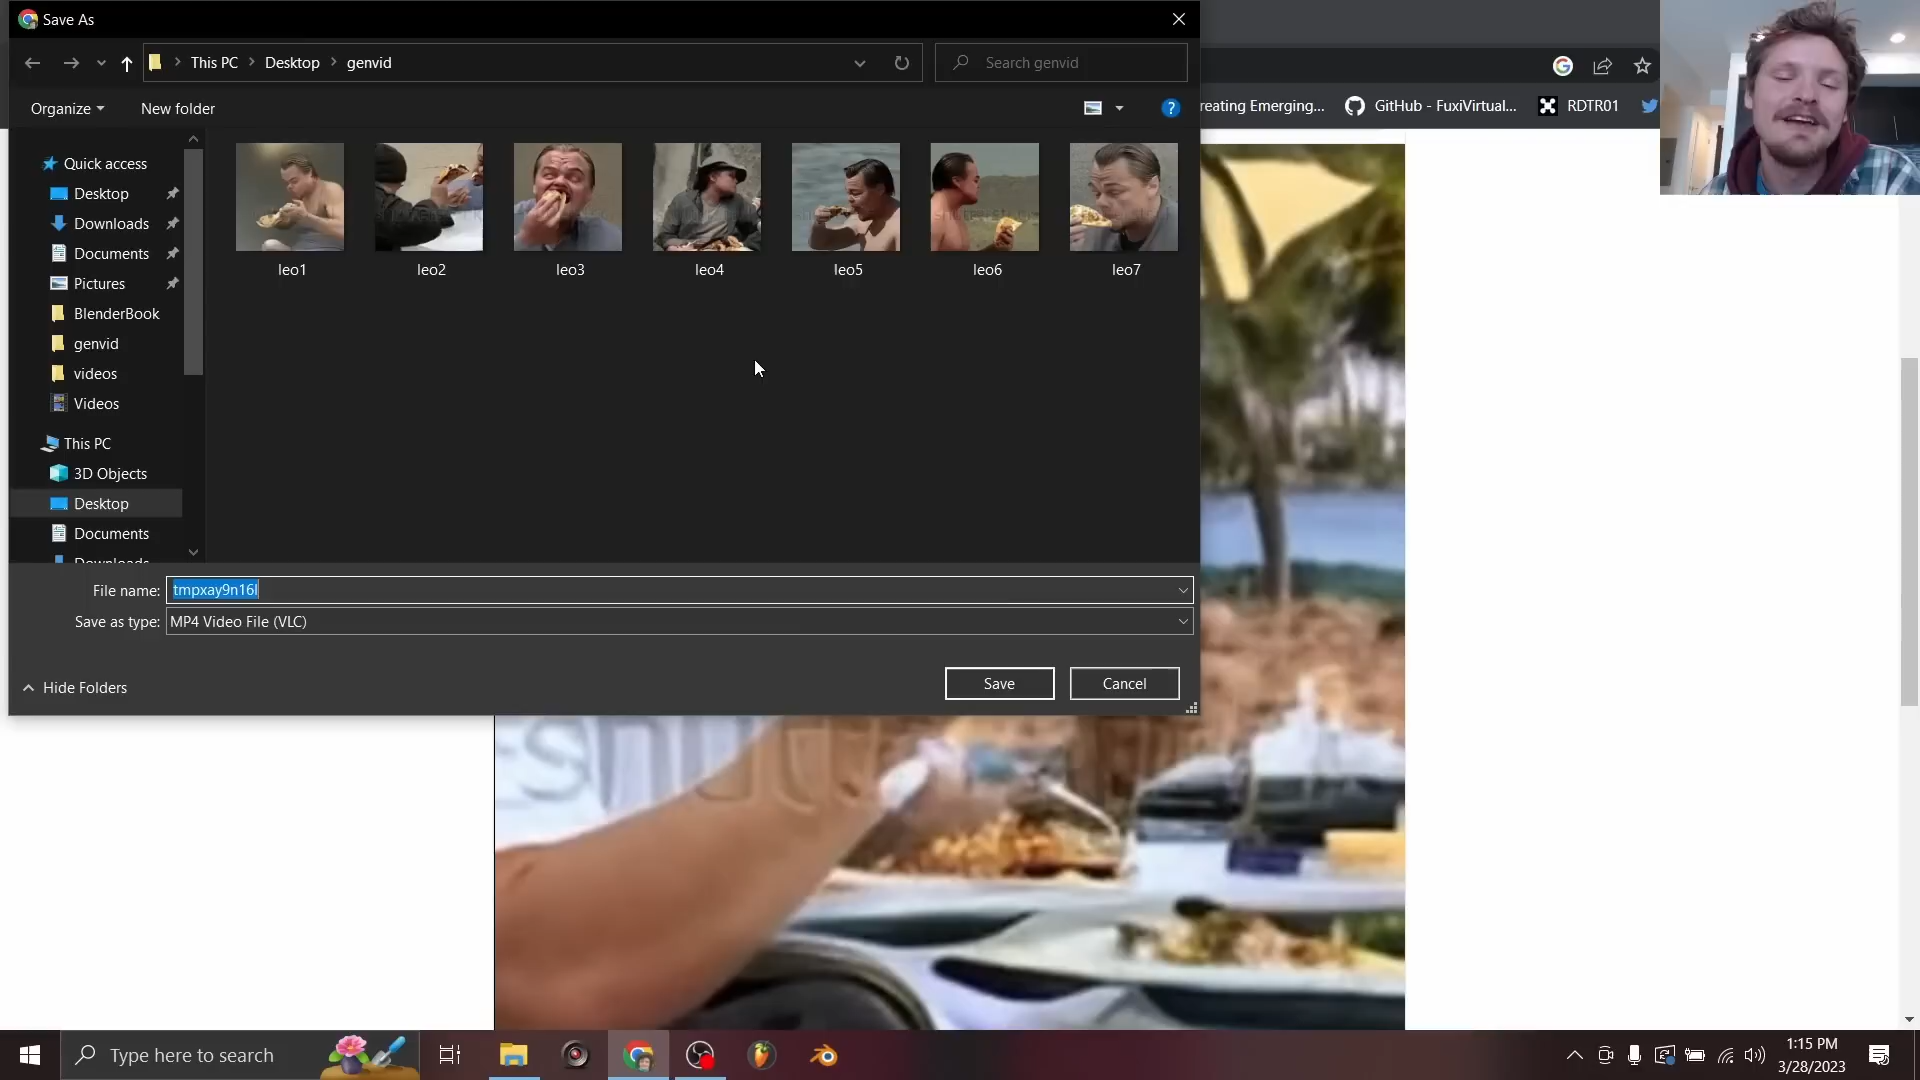 Save As
This PC
Desktop
genvid
Search genvid
Organize
New folder
reating Emerging...
GitHub - FuxiVirtual...
RDTR01
Quick access
Desktop
Downloads
Documents
Pictures
BlenderBook
genvid
videos
Videos
This PC
3D Objects
Desktop
Documents
Downloads
leo1
leo2
leo3
leo4
leo5
leo6
leo7
File name:
tmpxay9n16l
Save as type:
MP4 Video File (VLC)
Hide Folders
Save
Cancel
Type here to search
1:15 PM
3/28/2023